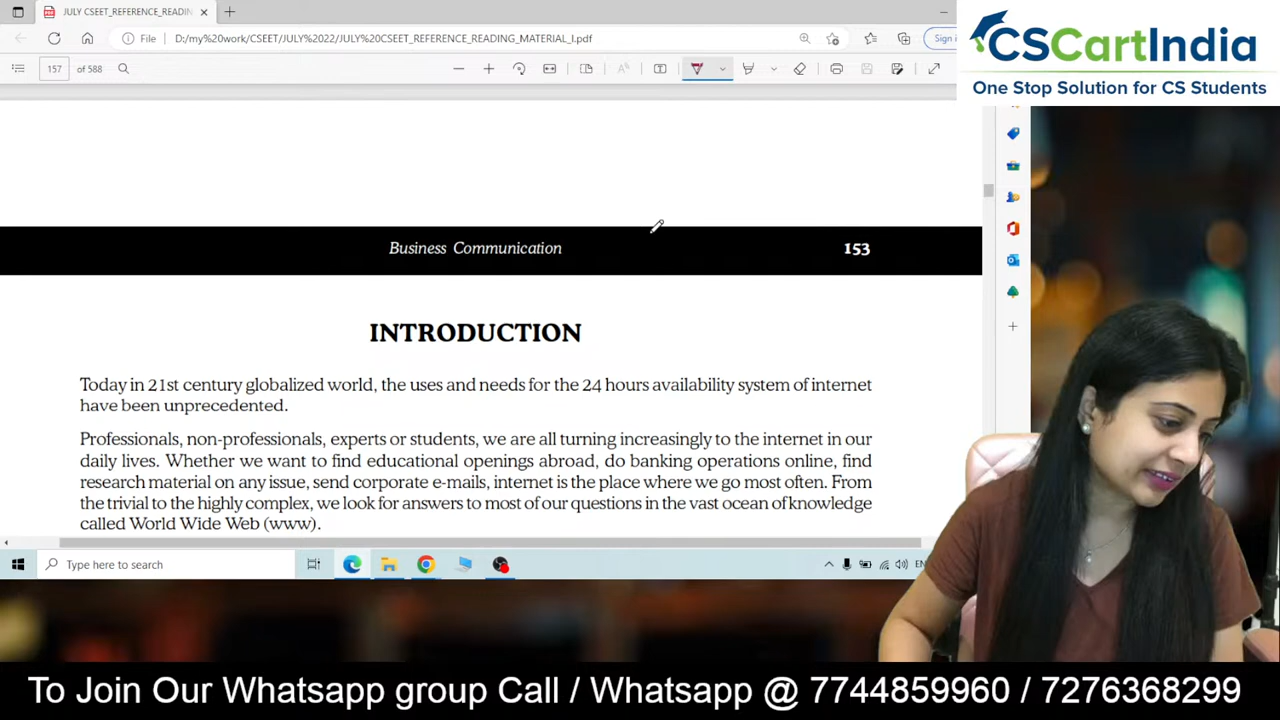 JULY CSEET_REFERENCE_READING
File
D:/my%20work/CSEET/JULY%202022/JULY%20CSEET_REFERENCE_READING_MATERIAL_I.pdf
Sign i
157 of 588
CSCartIndia
One Stop Solution for CS Students
Business Communication 153
INTRODUCTION
Today in 21st century globalized world, the uses and needs for the 24 hours availability system of internet
have been unprecedented.
Professionals, non-professionals, experts or students, we are all turning increasingly to the internet in our
daily lives. Whether we want to find educational openings abroad, do banking operations online, find
research material on any issue, send corporate e-mails, internet is the place where we go most often. From
the trivial to the highly complex, we look for answers to most of our questions in the vast ocean of knowledge
called World Wide Web (www).
Type here to search
EN
To Join Our Whatsapp group Call / Whatsapp @ 7744859960 / 7276368299